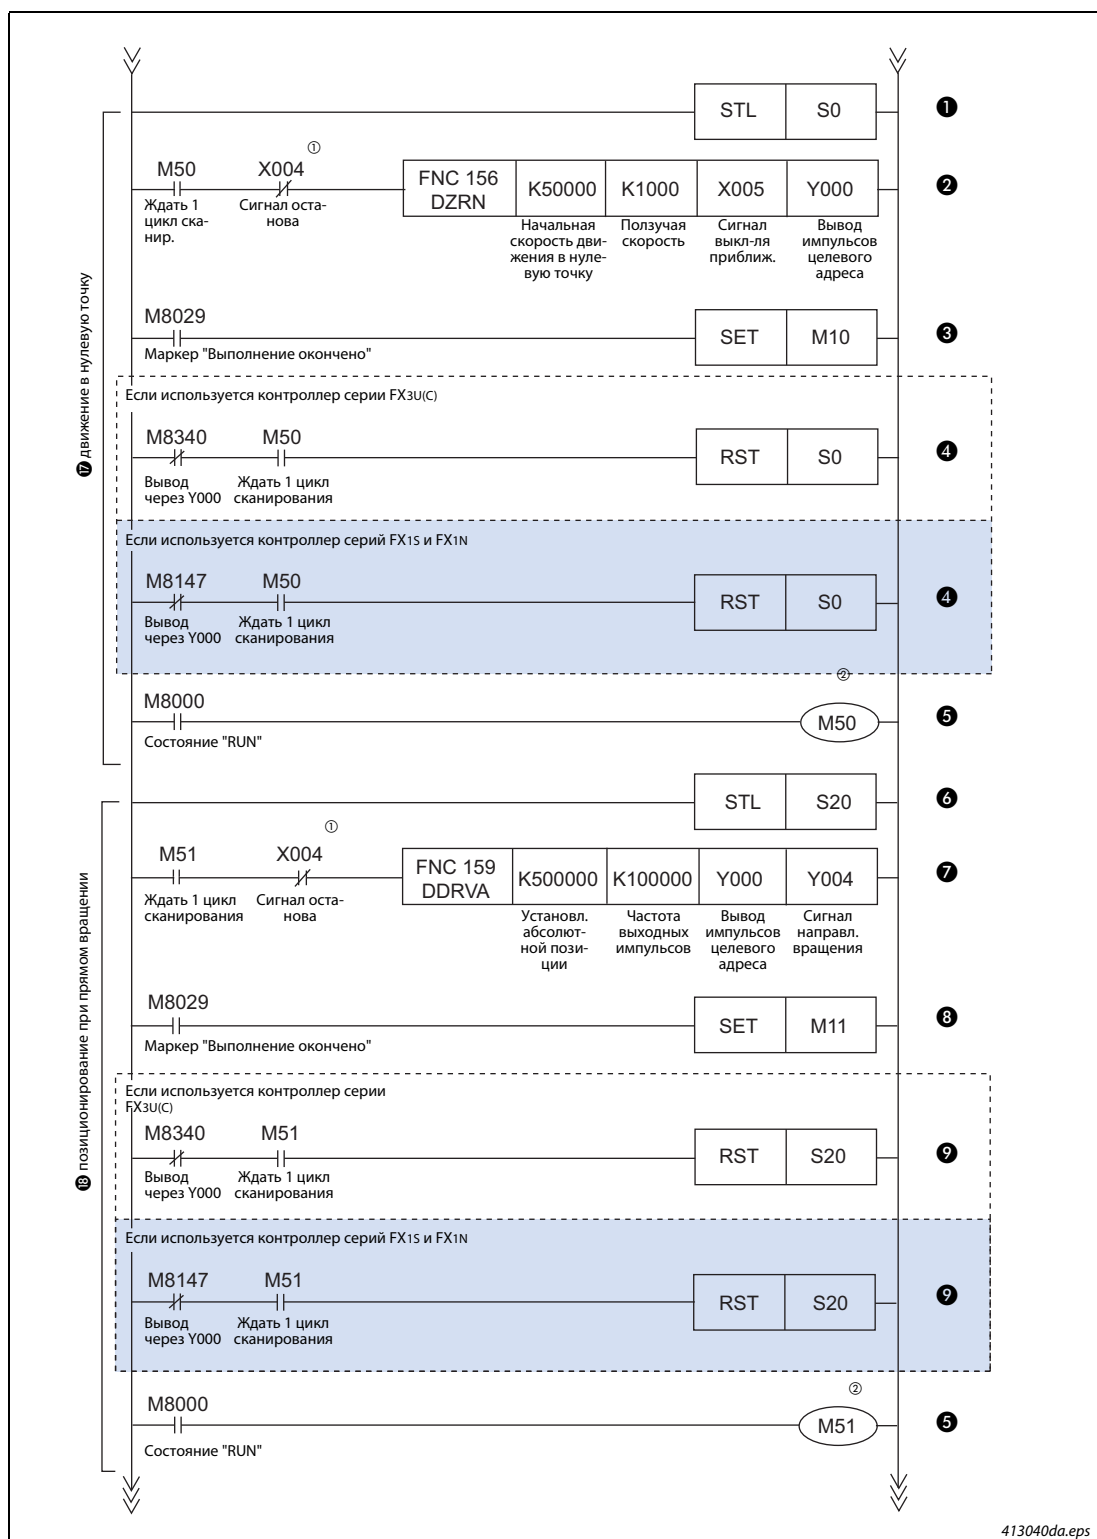 STL S0 ❶
①
M50 X004 FNC 156 DZRN K50000 K1000 X005 Y000 ❷
Ждать 1 цикл ска-нир.
Сигнал оста-нова
Начальная скорость дви-жения в нуле-вую точку
Ползучая скорость
Сигнал выкл-ля приближ.
Вывод импульсов целевого адреса
⓱ движение в нулевую точку
M8029 SET M10 ❸
Маркер "Выполнение окончено"
Если используется контроллер серии FX3U(C)
M8340 M50 RST S0 ❹
Вывод через Y000
Ждать 1 цикл сканирования
Если используется контроллер серий FX1S и FX1N
M8147 M50 RST S0 ❹
Вывод через Y000
Ждать 1 цикл сканирования
②
M8000 M50 ❺
Состояние "RUN"
STL S20 ❻
①
M51 X004 FNC 159 DDRVA K500000 K100000 Y000 Y004 ❼
Ждать 1 цикл сканирования
Сигнал оста-нова
Установл. абсолют-ной пози-ции
Частота выходных импульсов
Вывод импульсов целевого адреса
Сигнал направл. вращения
⓲ позиционирование при прямом вращении
M8029 SET M11 ❽
Маркер "Выполнение окончено"
Если используется контроллер серии
FX3U(C)
M8340 M51 RST S20 ❾
Вывод через Y000
Ждать 1 цикл сканирования
Если используется контроллер серий FX1S и FX1N
M8147 M51 RST S20 ❾
Вывод через Y000
Ждать 1 цикл сканирования
②
M8000 M51 ❺
Состояние "RUN"
413040da.eps